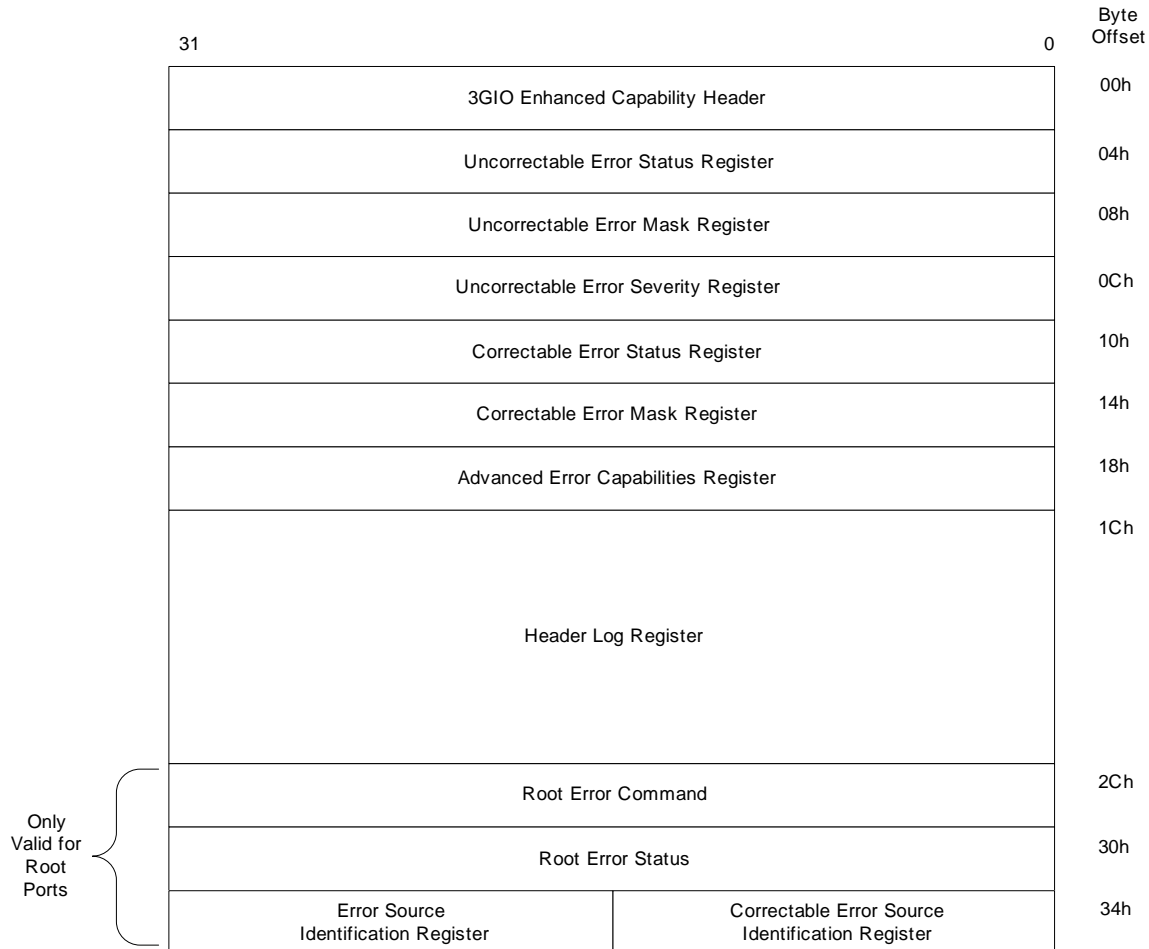 Byte
Offset
31 0
3GIO Enhanced Capability Header 00h
Uncorrectable Error Status Register 04h
Uncorrectable Error Mask Register 08h
Uncorrectable Error Severity Register 0Ch
Correctable Error Status Register 10h
Correctable Error Mask Register 14h
Advanced Error Capabilities Register 18h
1Ch
Header Log Register
Root Error Command 2Ch
Only
Valid for
Root
Ports
Root Error Status 30h
Error Source
Identification Register
Correctable Error Source
Identification Register
34h